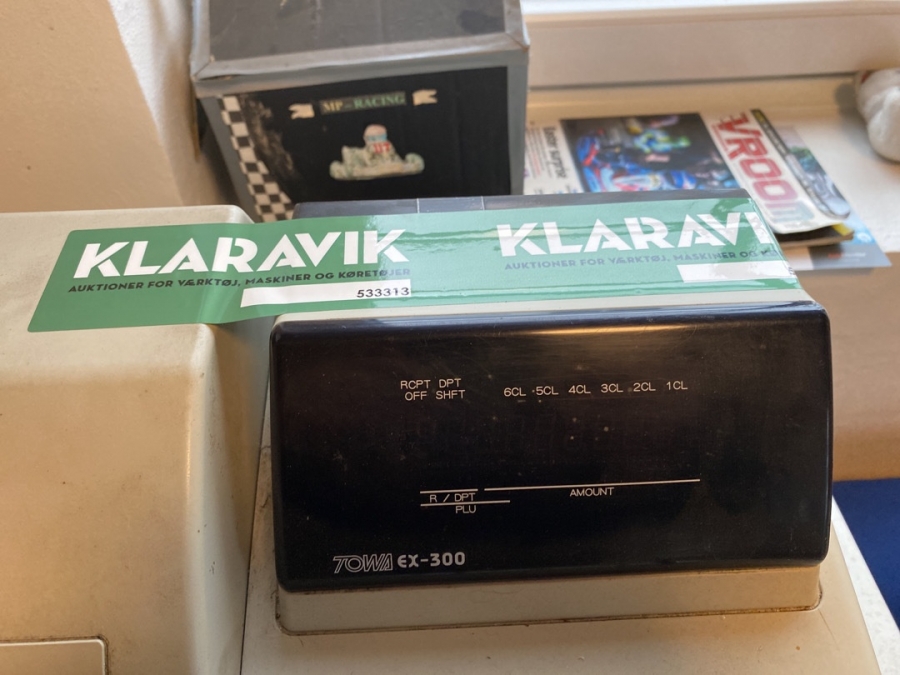 MP-RACING
VROOM
KLARAVIK
AUKTIONER FOR VÆRKTØJ, MASKINER OG KØRETØJER
533313
KLARAVI
AUKTIONER FOR VÆRKTØJ, MASKINER OG
RCPT DPT
OFF SHFT
6CL 5CL 4CL 3CL 2CL 1CL
R / DPT
AMOUNT
PLU
TOWA EX-300